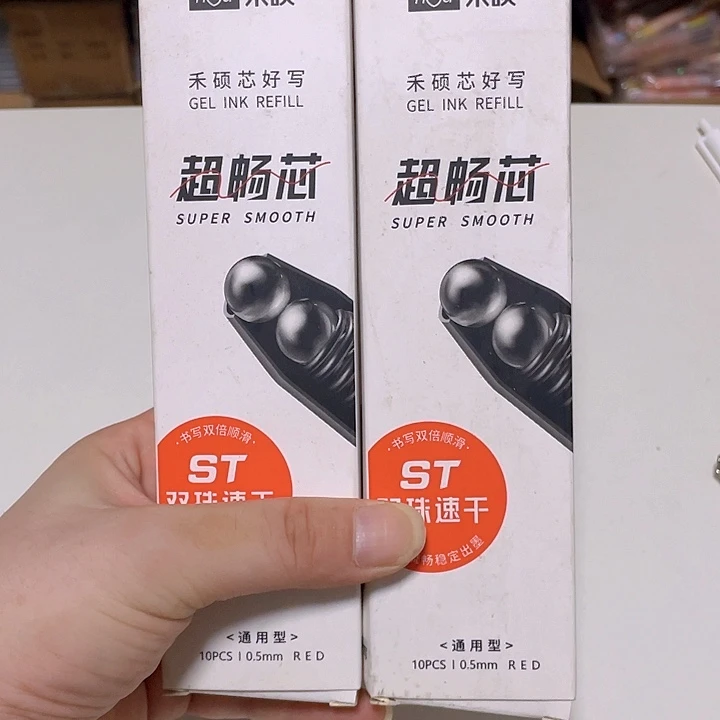 禾硕芯好写
GEL INK REFILL
超畅芯
SUPER SMOOTH
·书写双倍顺滑·
ST
双珠速干
<通用型>
10PCS | 0.5mm RED
禾硕芯好写
GEL INK REFILL
超畅芯
SUPER SMOOTH
·书写双倍顺滑·
ST
珠速干
畅稳定出墨
<通用型>
10PCS | 0.5mm RED